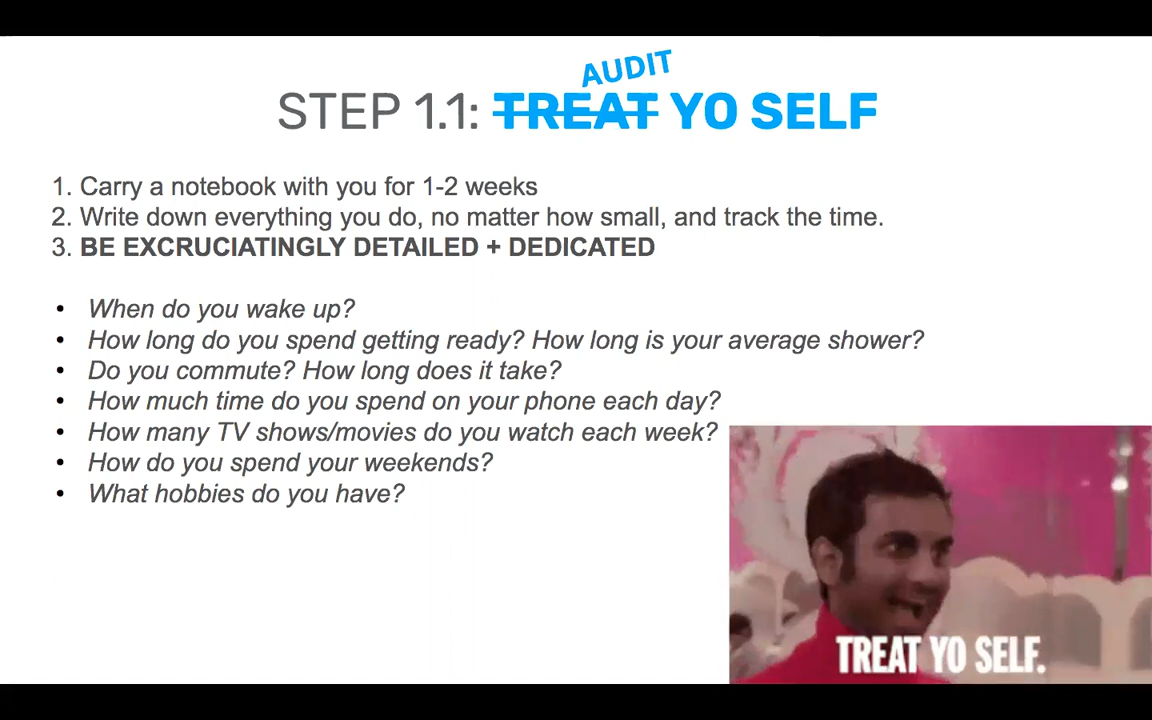 AUDIT
STEP 1.1: TREAT YO SELF
1. Carry a notebook with you for 1-2 weeks
2. Write down everything you do, no matter how small, and track the time.
3. BE EXCRUCIATINGLY DETAILED + DEDICATED
• When do you wake up?
• How long do you spend getting ready? How long is your average shower?
• Do you commute? How long does it take?
• How much time do you spend on your phone each day?
• How many TV shows/movies do you watch each week?
• How do you spend your weekends?
• What hobbies do you have?
TREAT YO SELF.